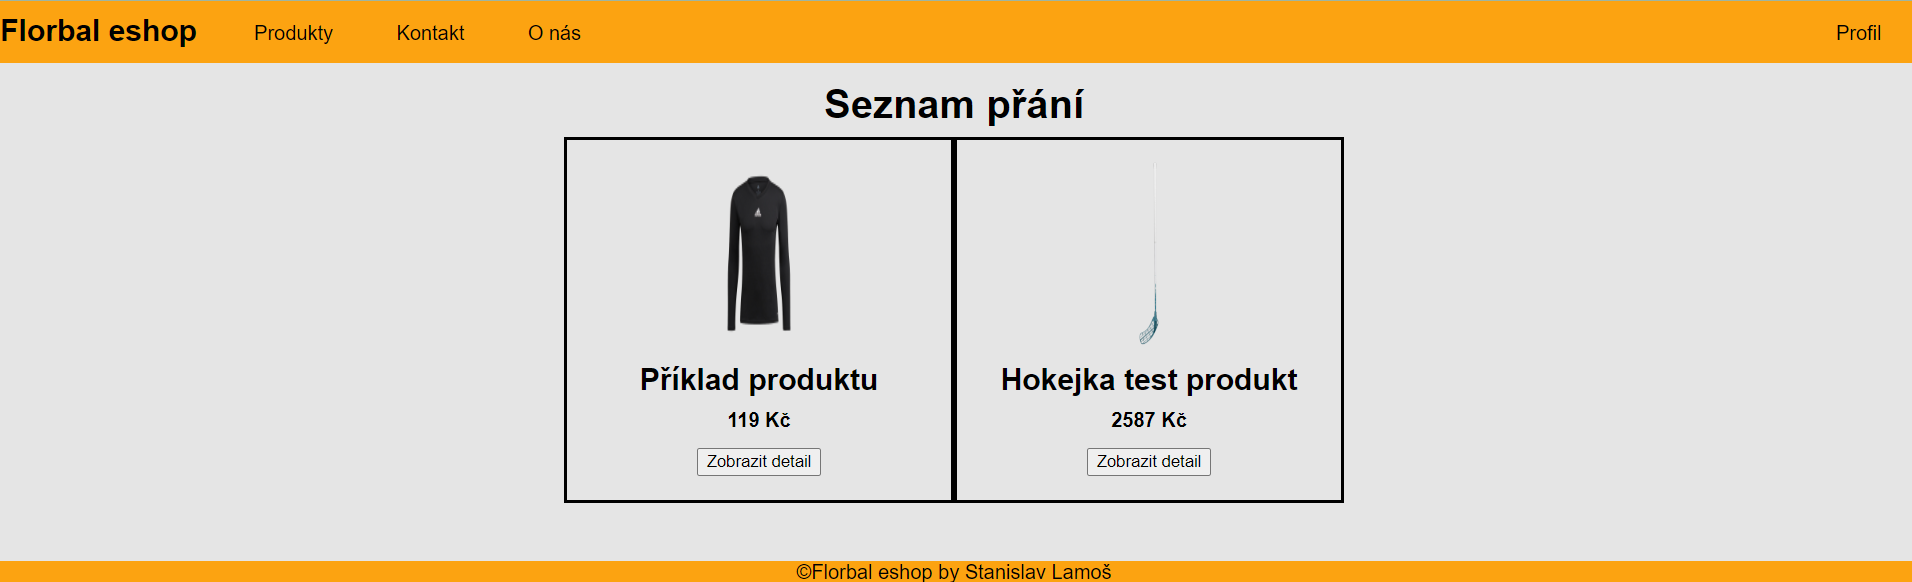 Florbal eshop Produkty Kontakt O nás Profil
Seznam přání
Příklad produktu
119 Kč
Zobrazit detail
Hokejka test produkt
2587 Kč
Zobrazit detail
©Florbal eshop by Stanislav Lamoš